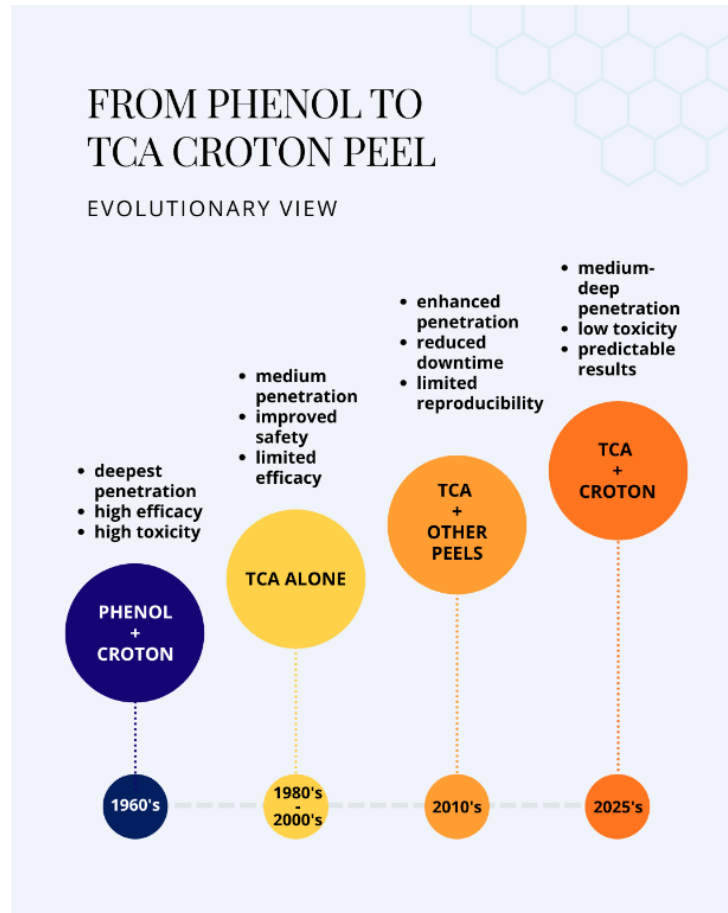 FROM PHENOL TO
TCA CROTON PEEL
EVOLUTIONARY VIEW
• deepest
penetration
• high efficacy
• high toxicity
PHENOL
+
CROTON
1960's
• medium
penetration
• improved
safety
• limited
efficacy
TCA ALONE
1980's
-
2000's
• enhanced
penetration
• reduced
downtime
• limited
reproducibility
TCA
+
OTHER
PEELS
2010's
• medium-
deep
penetration
• low toxicity
• predictable
results
TCA
+
CROTON
2025's